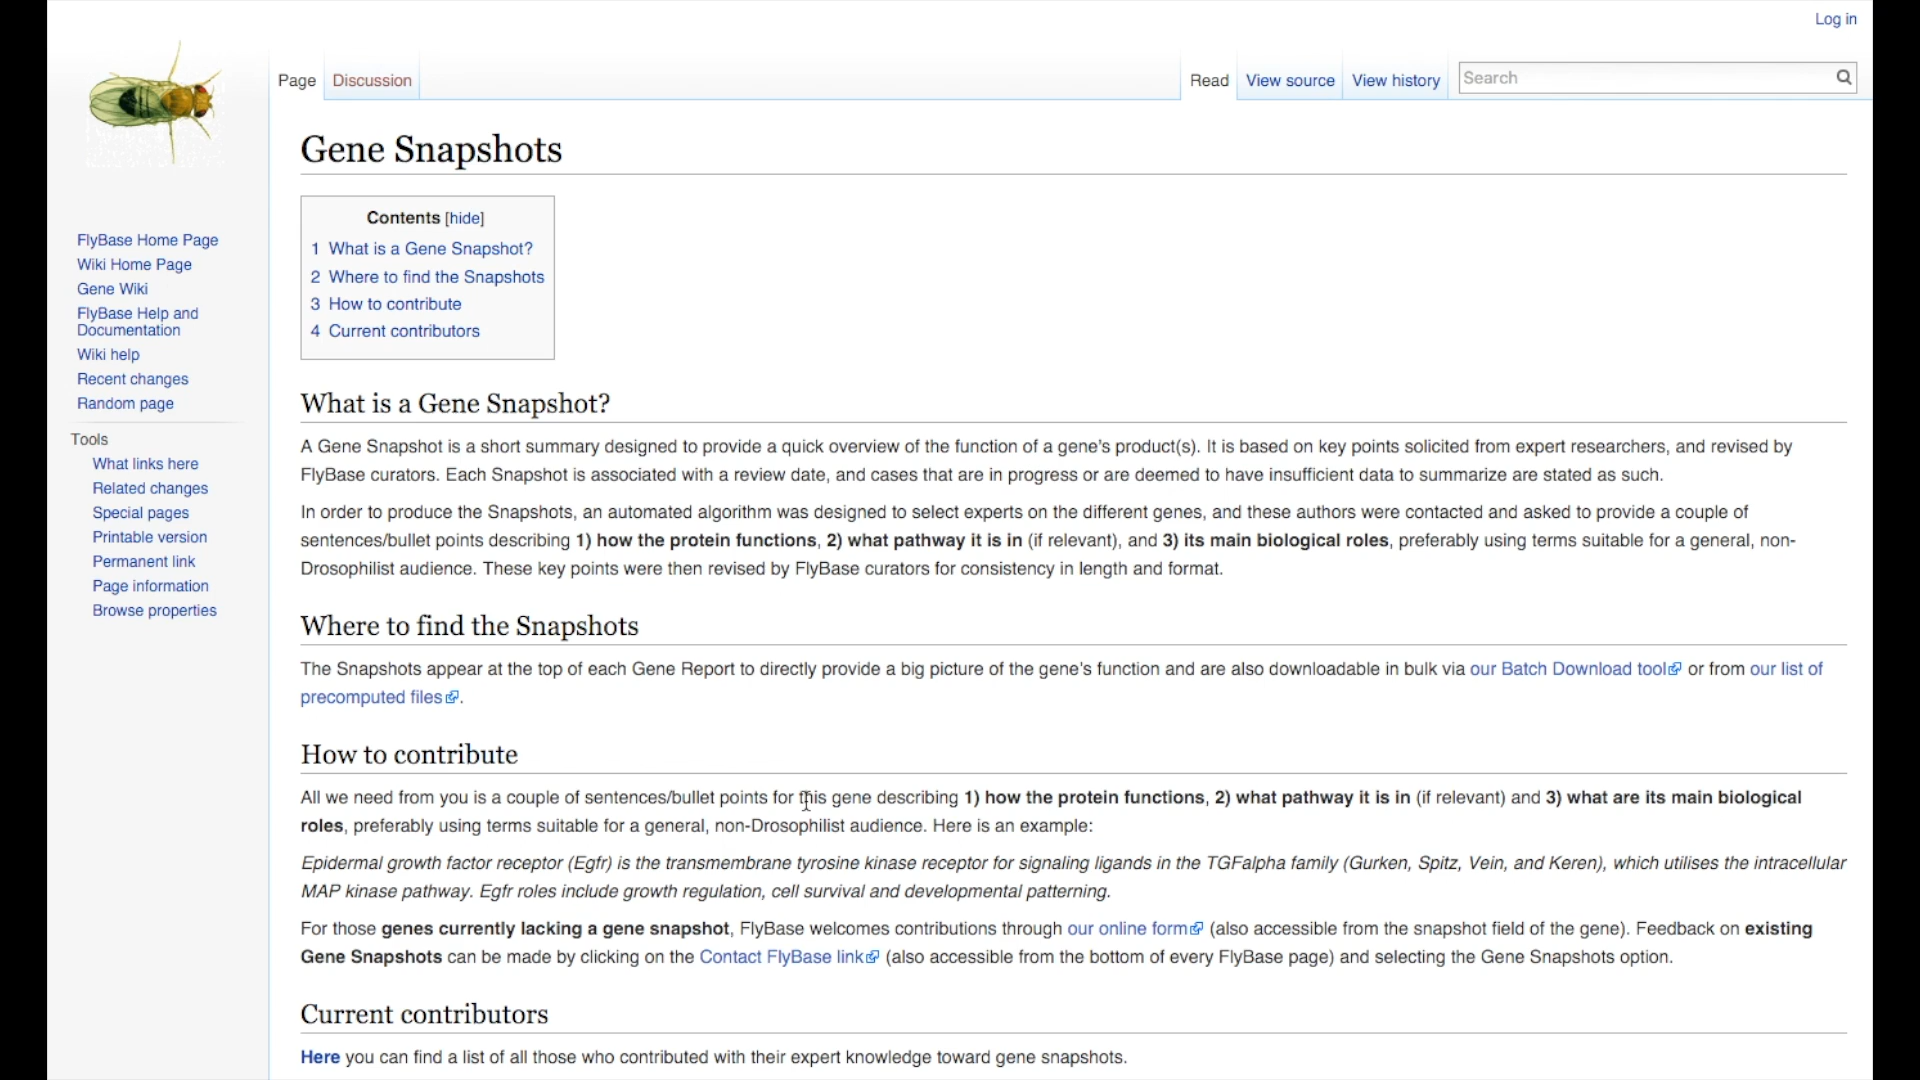 Log in
Page
Discussion
Read
View source
View history
Search
Gene Snapshots
Contents [hide]
1 What is a Gene Snapshot?
2 Where to find the Snapshots
3 How to contribute
4 Current contributors
FlyBase Home Page
Wiki Home Page
Gene Wiki
FlyBase Help and
Documentation
Wiki help
Recent changes
Random page
Tools
What links here
Related changes
Special pages
Printable version
Permanent link
Page information
Browse properties
What is a Gene Snapshot?
A Gene Snapshot is a short summary designed to provide a quick overview of the function of a gene's product(s). It is based on key points solicited from expert researchers, and revised by
FlyBase curators. Each Snapshot is associated with a review date, and cases that are in progress or are deemed to have insufficient data to summarize are stated as such.
In order to produce the Snapshots, an automated algorithm was designed to select experts on the different genes, and these authors were contacted and asked to provide a couple of
sentences/bullet points describing 1) how the protein functions, 2) what pathway it is in (if relevant), and 3) its main biological roles, preferably using terms suitable for a general, non-
Drosophilist audience. These key points were then revised by FlyBase curators for consistency in length and format.
Where to find the Snapshots
The Snapshots appear at the top of each Gene Report to directly provide a big picture of the gene's function and are also downloadable in bulk via our Batch Download tool or from our list of
precomputed files.
How to contribute
All we need from you is a couple of sentences/bullet points for this gene describing 1) how the protein functions, 2) what pathway it is in (if relevant) and 3) what are its main biological
roles, preferably using terms suitable for a general, non-Drosophilist audience. Here is an example:
Epidermal growth factor receptor (Egfr) is the transmembrane tyrosine kinase receptor for signaling ligands in the TGFalpha family (Gurken, Spitz, Vein, and Keren), which utilises the intracellular
MAP kinase pathway. Egfr roles include growth regulation, cell survival and developmental patterning.
For those genes currently lacking a gene snapshot, FlyBase welcomes contributions through our online form (also accessible from the snapshot field of the gene). Feedback on existing
Gene Snapshots can be made by clicking on the Contact FlyBase link (also accessible from the bottom of every FlyBase page) and selecting the Gene Snapshots option.
Current contributors
Here you can find a list of all those who contributed with their expert knowledge toward gene snapshots.